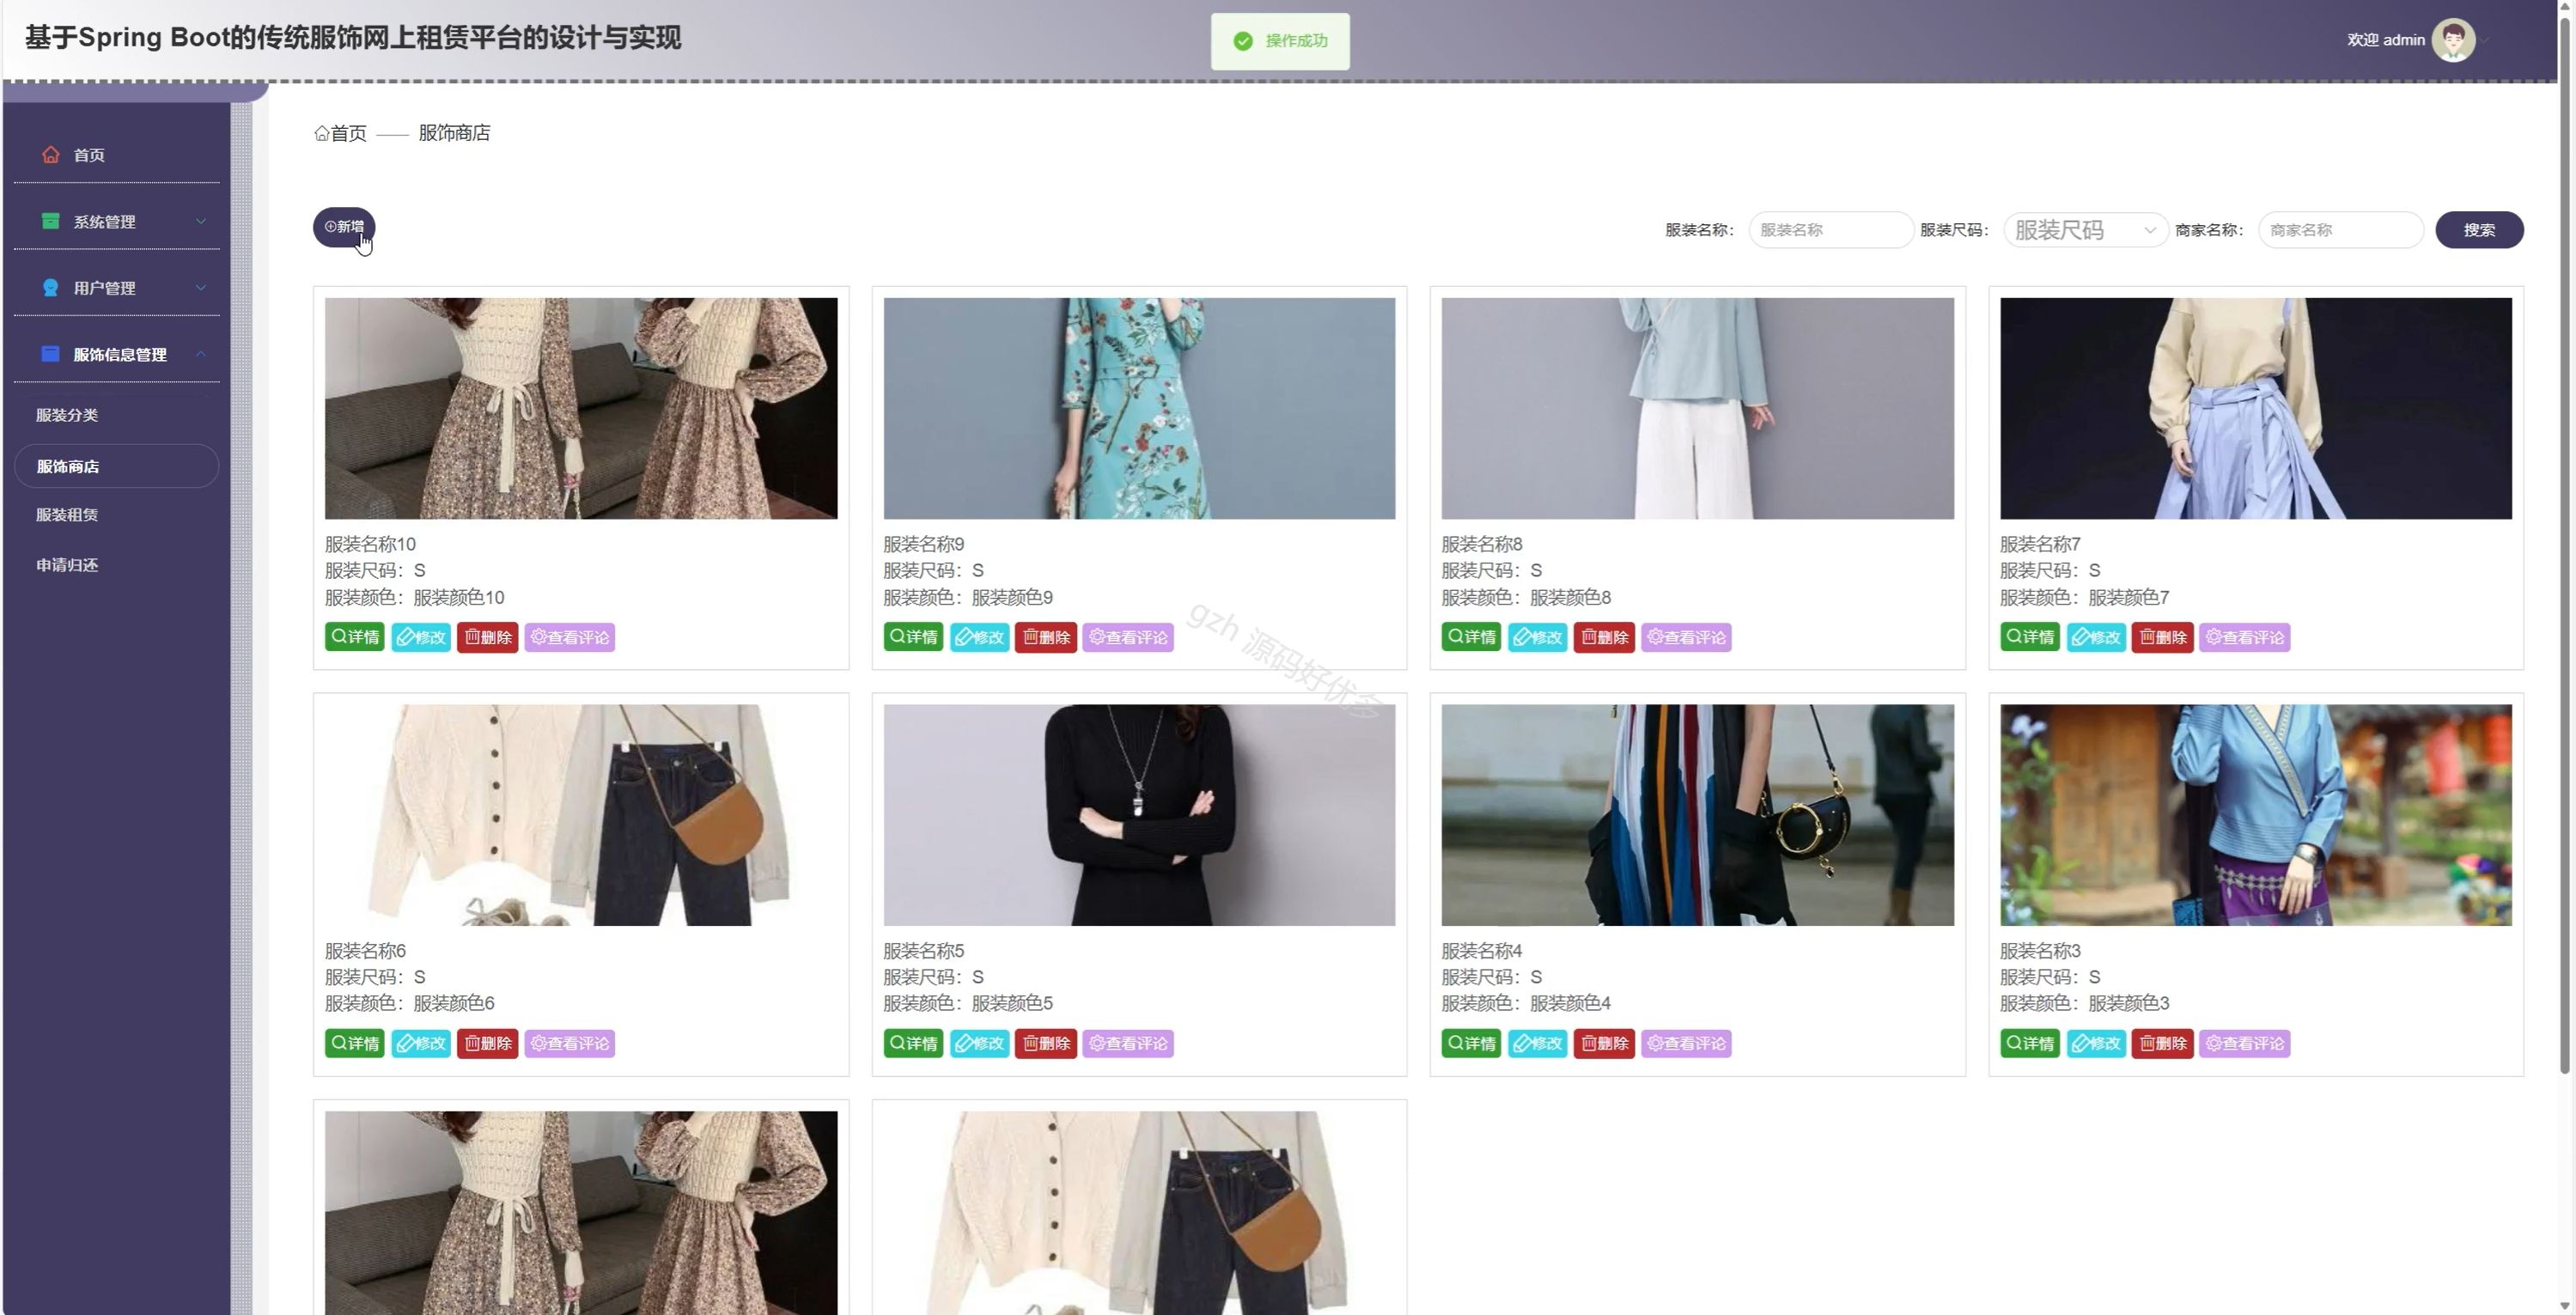 基于Spring Boot的传统服饰网上租赁平台的设计与实现
操作成功
欢迎 admin
首页
系统管理
用户管理
服饰信息管理
服装分类
服饰商店
服装租赁
申请归还
首页 —— 服饰商店
新增
服装名称： 服装名称 服装尺码： 服装尺码 商家名称： 商家名称 搜索
服装名称10
服装尺码：S
服装颜色：服装颜色10
详情 修改 删除 查看评论
服装名称9
服装尺码：S
服装颜色：服装颜色9
详情 修改 删除 查看评论
服装名称8
服装尺码：S
服装颜色：服装颜色8
详情 修改 删除 查看评论
服装名称7
服装尺码：S
服装颜色：服装颜色7
详情 修改 删除 查看评论
gzh 源码好优多
服装名称6
服装尺码：S
服装颜色：服装颜色6
详情 修改 删除 查看评论
服装名称5
服装尺码：S
服装颜色：服装颜色5
详情 修改 删除 查看评论
服装名称4
服装尺码：S
服装颜色：服装颜色4
详情 修改 删除 查看评论
服装名称3
服装尺码：S
服装颜色：服装颜色3
详情 修改 删除 查看评论